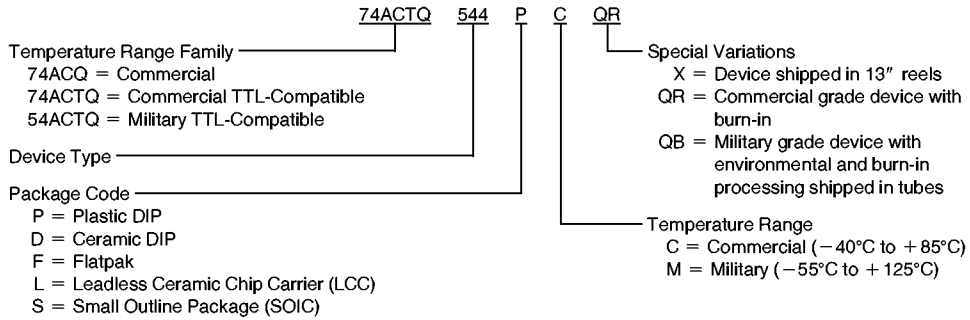 74ACTQ 544 P C QR
Temperature Range Family
74ACQ = Commercial
74ACTQ = Commercial TTL-Compatible
54ACTQ = Military TTL-Compatible
Device Type
Package Code
P = Plastic DIP
D = Ceramic DIP
F = Flatpak
L = Leadless Ceramic Chip Carrier (LCC)
S = Small Outline Package (SOIC)
Special Variations
X = Device shipped in 13″ reels
QR = Commercial grade device with
burn-in
QB = Military grade device with
environmental and burn-in
processing shipped in tubes
Temperature Range
C = Commercial (−40°C to +85°C)
M = Military (−55°C to +125°C)